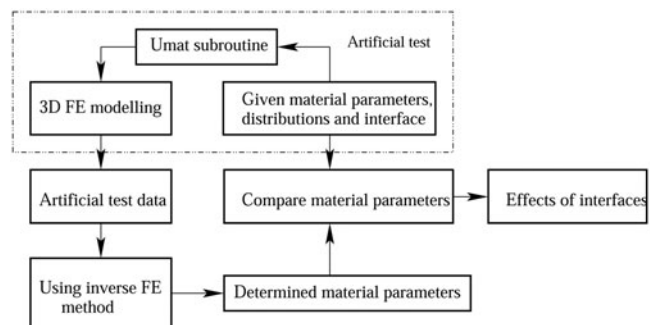 Umat subroutine
Artificial test
3D FE modelling
Given material parameters,
distributions and interface
Artificial test data
Compare material parameters
Effects of interfaces
Using inverse FE
method
Determined material parameters